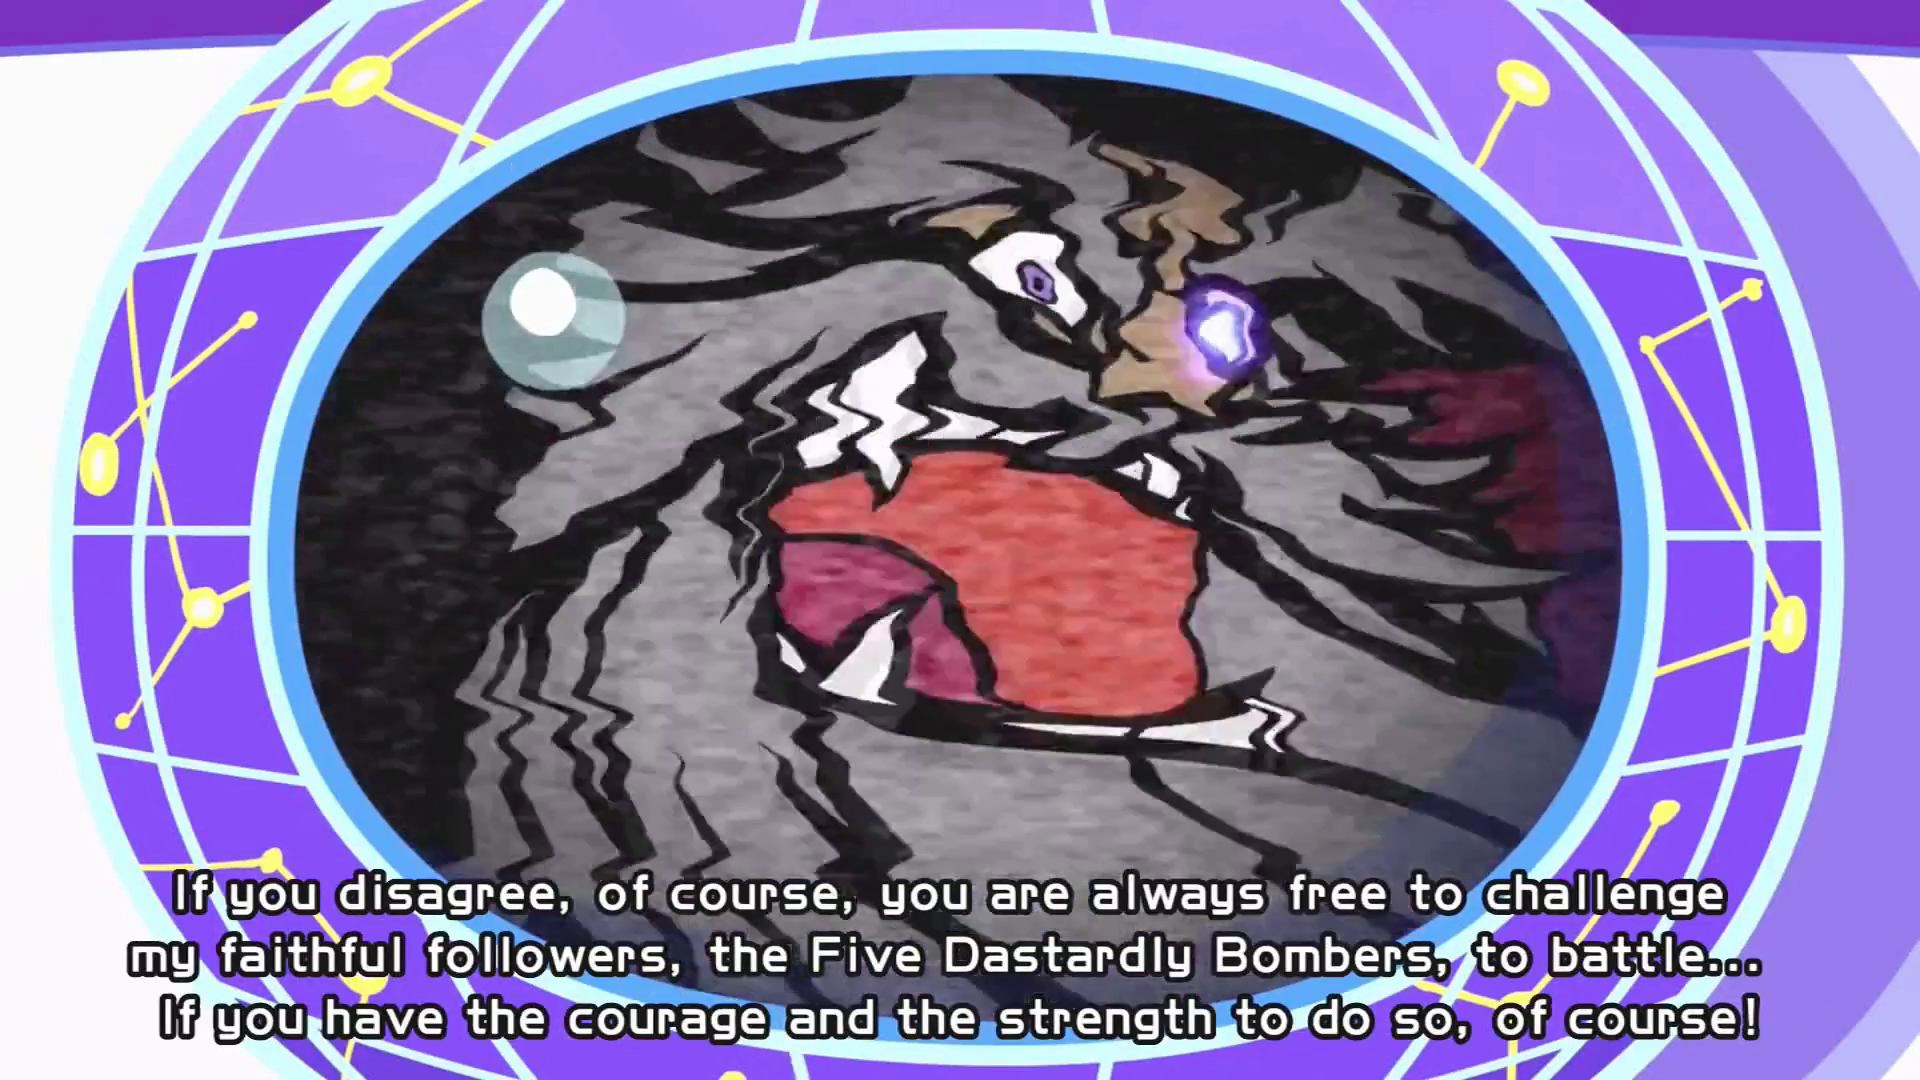 If you disagree, of course, you are always free to challenge
my faithful followers, the Five Dastardly Bombers, to battle...
If you have the courage and the strength to do so, of course!